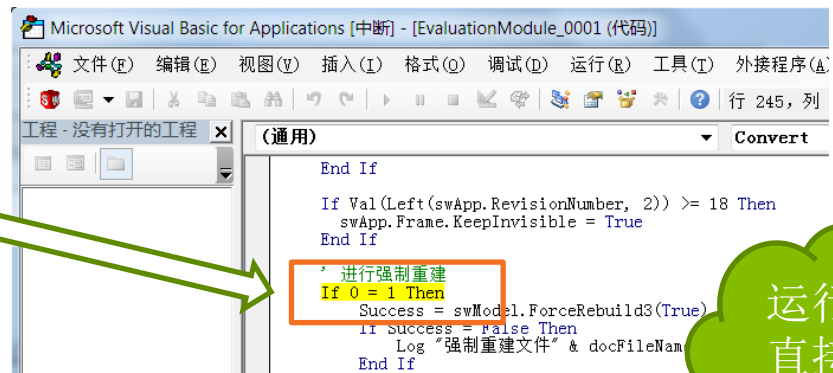 Microsoft Visual Basic for Applications [中断] - [EvaluationModule_0001 (代码)]
文件(F) 编辑(E) 视图(V) 插入(I) 格式(O) 调试(D) 运行(R) 工具(T) 外接程序(A)
行 245, 列
工程 - 没有打开的工程
(通用) Convert
End If
If Val(Left(swApp.RevisionNumber, 2)) >= 18 Then
swApp.Frame.KeepInvisible = True
End If
' 进行强制重建
If 0 = 1 Then
Success = swModel.ForceRebuild3(True)
If Success = False Then
Log "强制重建文件" & docFileNam
End If
运行
直接